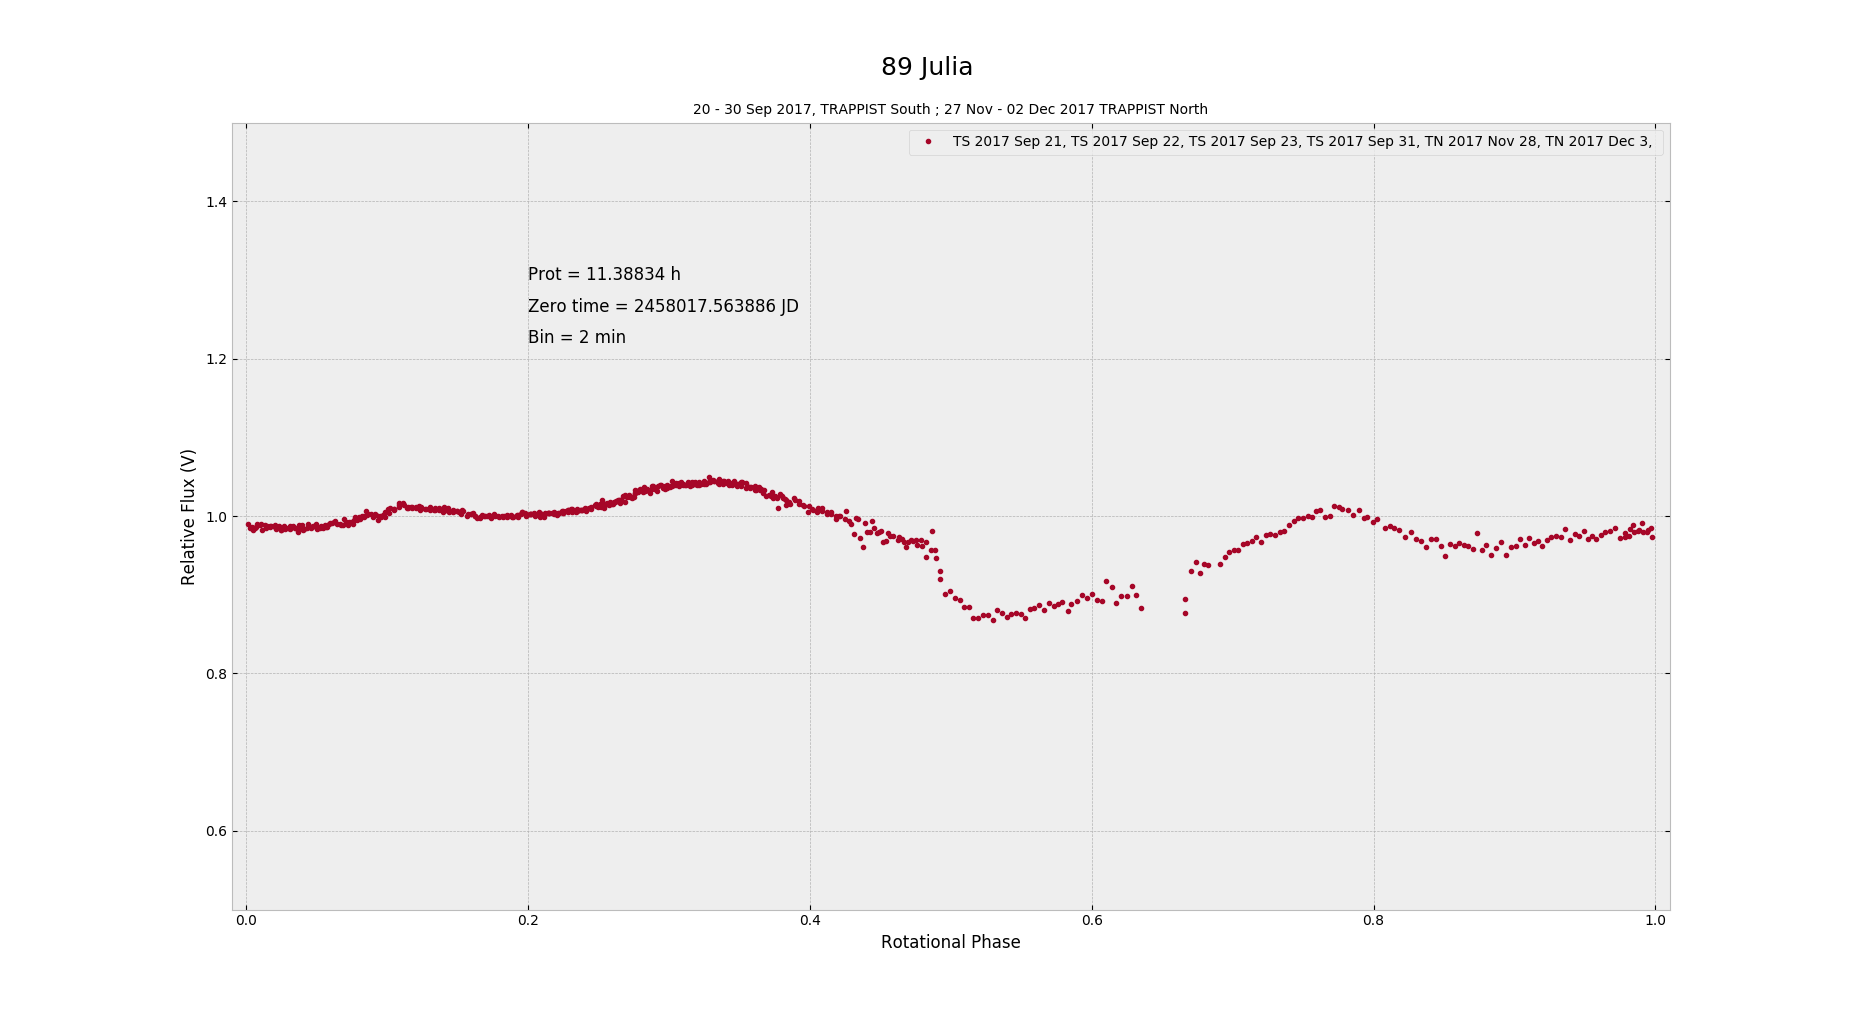 89 Julia
20 - 30 Sep 2017, TRAPPIST South ; 27 Nov - 02 Dec 2017 TRAPPIST North
TS 2017 Sep 21, TS 2017 Sep 22, TS 2017 Sep 23, TS 2017 Sep 31, TN 2017 Nov 28, TN 2017 Dec 3,
1.4
Prot = 11.38834 h
Zero time = 2458017.563886 JD
Bin = 2 min
1.2
1.0
0.8
0.6
Relative Flux (V)
0.0 0.2 0.4 0.6 0.8 1.0
Rotational Phase